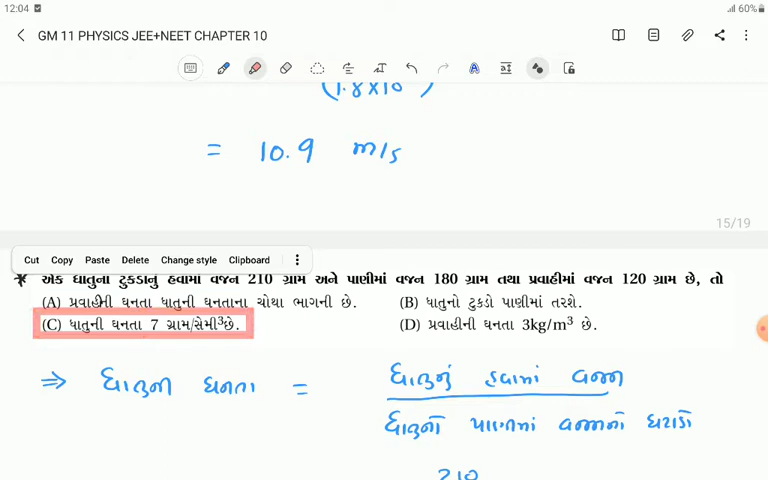 12:04
60%
GM 11 PHYSICS JEE+NEET CHAPTER 10
= 10.9 m/s
15/19
Cut Copy Paste Delete Change style Clipboard
* એક ધાતુના ટુકડાનું હવામાં વજન 210 ગ્રામ અને પાણીમાં વજન 180 ગ્રામ તથા પ્રવાહીમાં વજન 120 ગ્રામ છે, તો
(A) પ્રવાહીની ઘનતા ધાતુની ઘનતાના ચોથા ભાગની છે. (B) ધાતુનો ટુકડો પાણીમાં તરશે.
(C) ધાતુની ઘનતા 7 ગ્રામ/સેમી³છે. (D) પ્રવાહીની ઘનતા 3kg/m³ છે.
ધાતુનું હવામાં વજન
⇒ ધાતુની ઘનતા =
ધાતુનો પાણીમાં વજનનો ઘટાડો
210